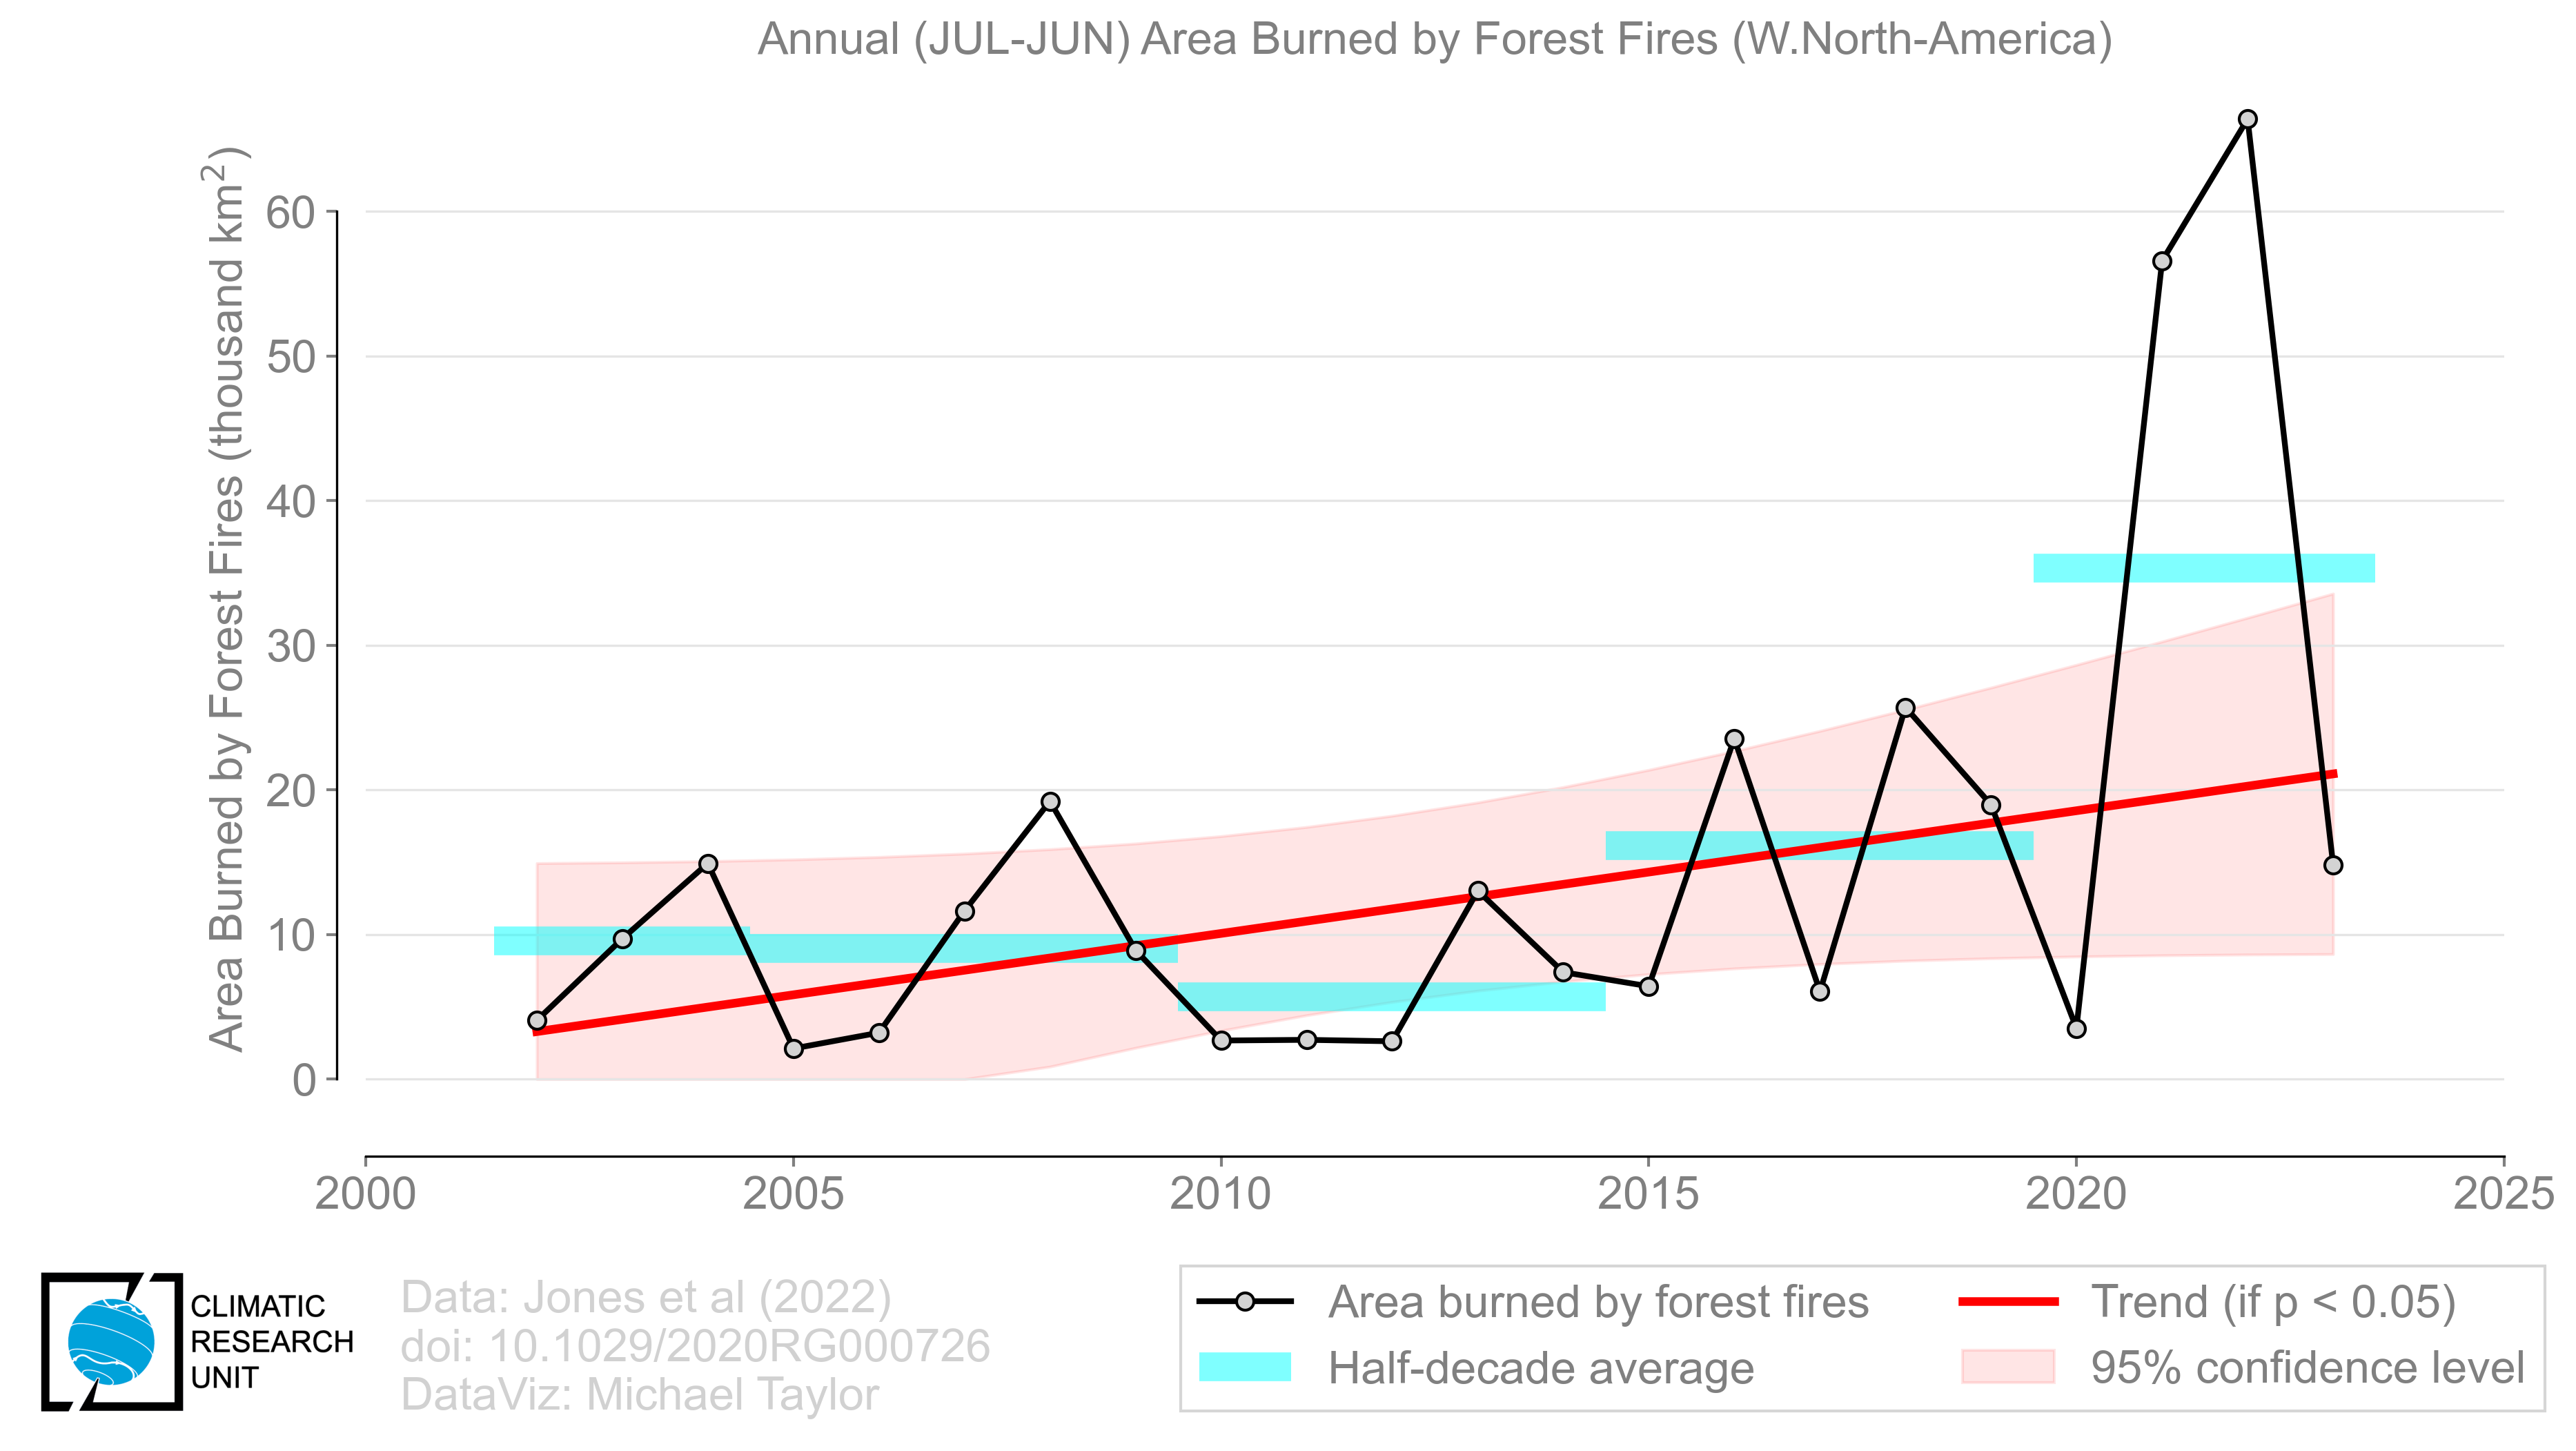 Annual (JUL-JUN) Area Burned by Forest Fires (W.North-America)
Area Burned by Forest Fires (thousand km²)
60
50
40
30
20
10
0
2000 2005 2010 2015 2020 2025
CLIMATIC
RESEARCH
UNIT
Data: Jones et al (2022)
doi: 10.1029/2020RG000726
DataViz: Michael Taylor
Area burned by forest fires
Half-decade average
Trend (if p < 0.05)
95% confidence level